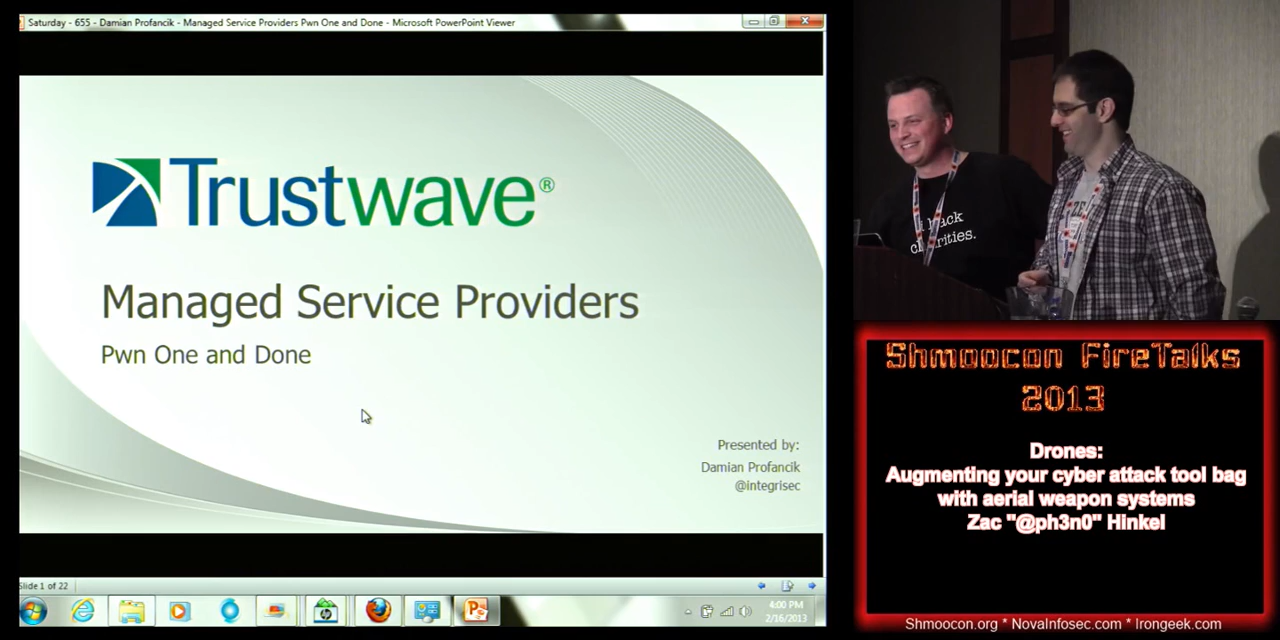 Saturday - 655 - Damian Profancik - Managed Service Providers Pwn One and Done - Microsoft PowerPoint Viewer
Trustwave®
Managed Service Providers
Pwn One and Done
Presented by:
Damian Profancik
@integrisec
Slide 1 of 22
4:00 PM
2/16/2013
hack
charities.
Shmoocon FireTalks
2013
Drones:
Augmenting your cyber attack tool bag
with aerial weapon systems
Zac "@ph3n0" Hinkel
Shmoocon.org * NovaInfosec.com * Irongeek.com